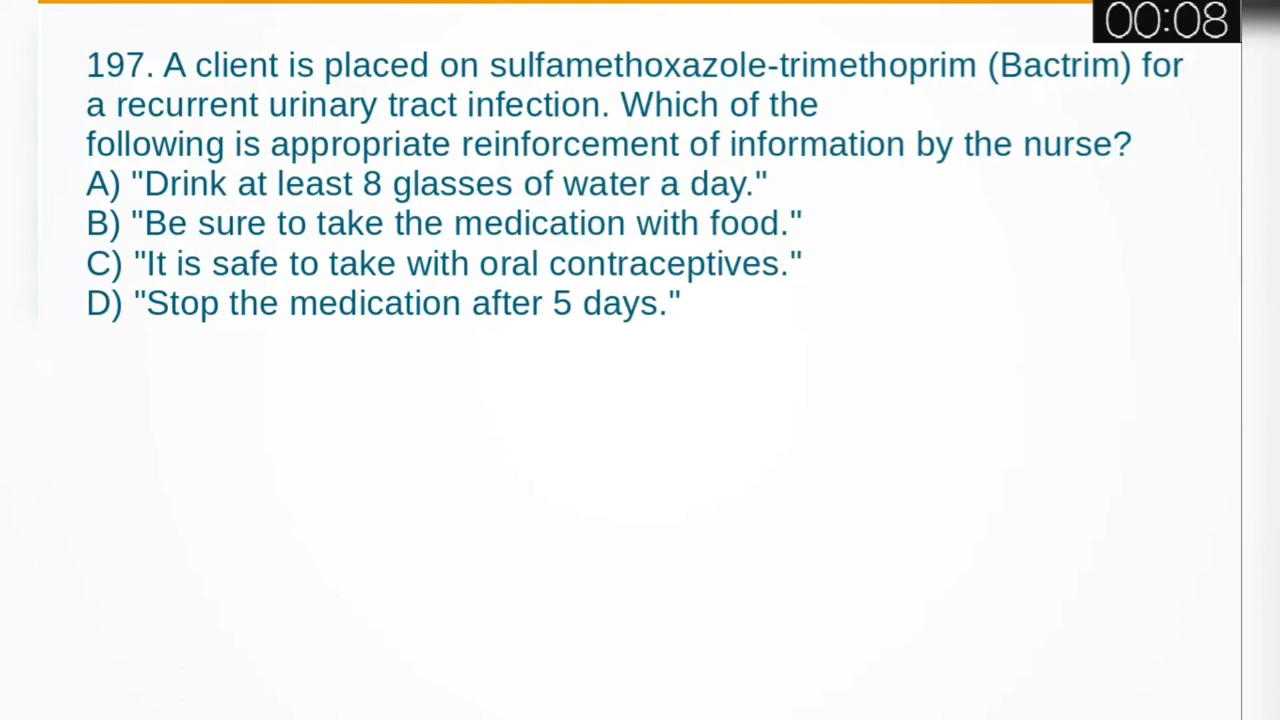 00:08
197. A client is placed on sulfamethoxazole-trimethoprim (Bactrim) for
a recurrent urinary tract infection. Which of the
following is appropriate reinforcement of information by the nurse?
A) "Drink at least 8 glasses of water a day."
B) "Be sure to take the medication with food."
C) "It is safe to take with oral contraceptives."
D) "Stop the medication after 5 days."